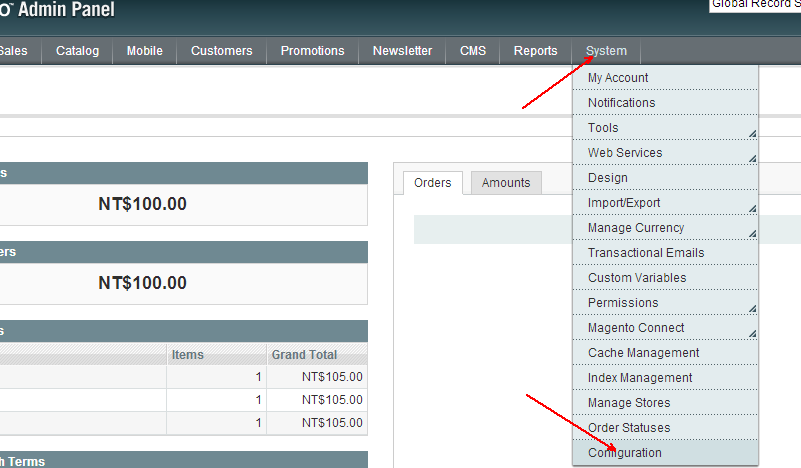 Admin Panel
Global Record S
Sales Catalog Mobile Customers Promotions Newsletter CMS Reports System
My Account
Notifications
Tools
Web Services
Design
Import/Export
Manage Currency
Transactional Emails
Custom Variables
Permissions
Magento Connect
Cache Management
Index Management
Manage Stores
Order Statuses
Configuration
s
NT$100.00
ers
NT$100.00
s
Items Grand Total
1 NT$105.00
1 NT$105.00
1 NT$105.00
h Terms
Orders Amounts